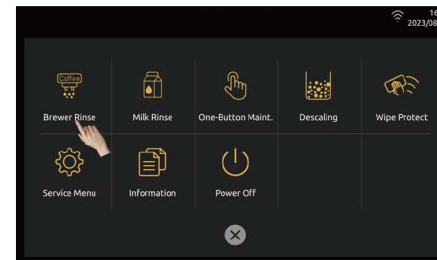 16
2023/08
Coffee
Brewer Rinse
Milk Rinse
One-Button Maint.
Descaling
Wipe Protect
Service Menu
Information
Power Off